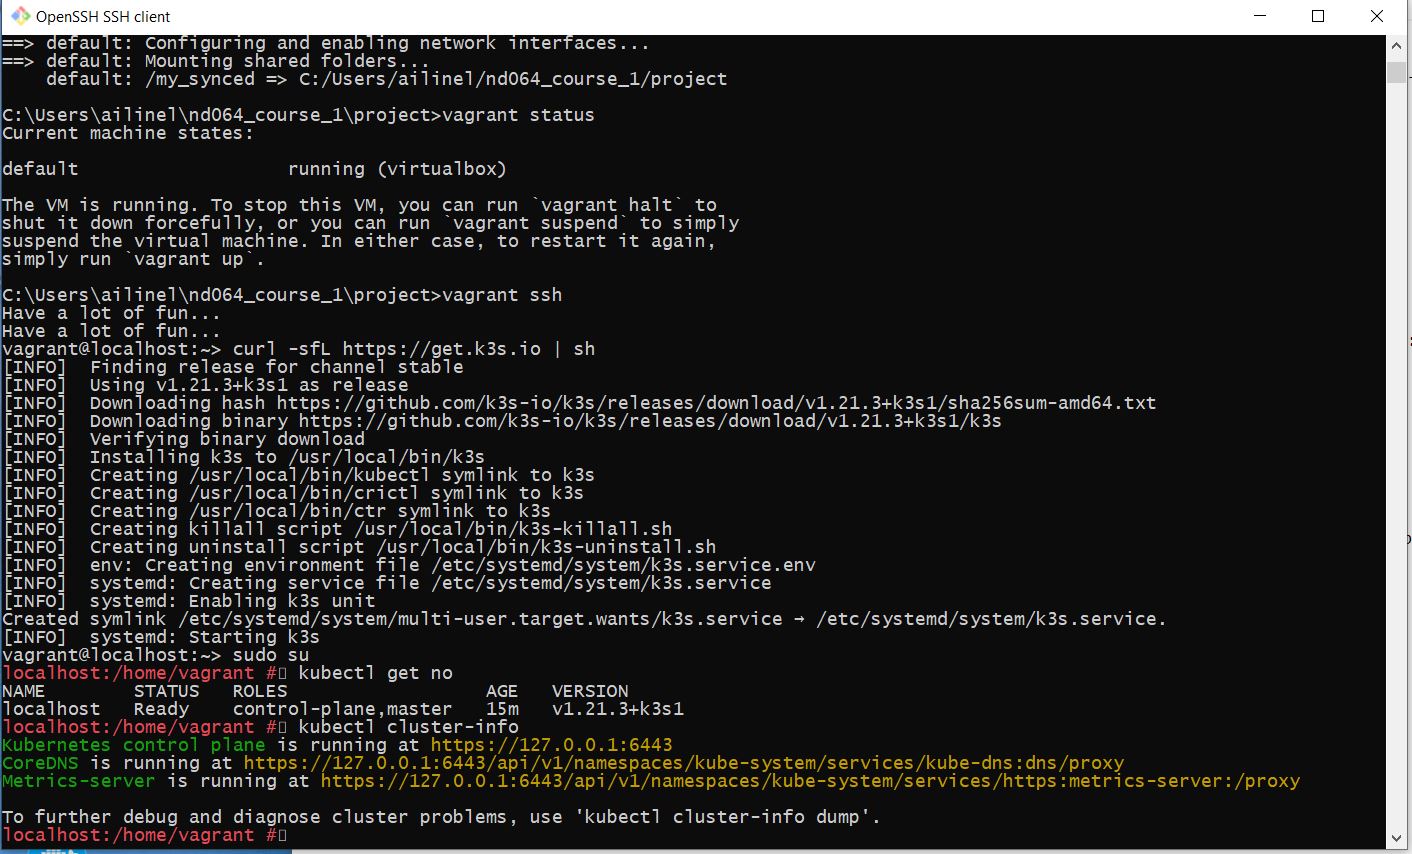 OpenSSH SSH client
==> default: Configuring and enabling network interfaces...
==> default: Mounting shared folders...
    default: /my_synced => C:/Users/ailinel/nd064_course_1/project

C:\Users\ailinel\nd064_course_1\project>vagrant status
Current machine states:

default                   running (virtualbox)

The VM is running. To stop this VM, you can run `vagrant halt` to
shut it down forcefully, or you can run `vagrant suspend` to simply
suspend the virtual machine. In either case, to restart it again,
simply run `vagrant up`.

C:\Users\ailinel\nd064_course_1\project>vagrant ssh
Have a lot of fun...
Have a lot of fun...
vagrant@localhost:~> curl -sfL https://get.k3s.io | sh
[INFO]  Finding release for channel stable
[INFO]  Using v1.21.3+k3s1 as release
[INFO]  Downloading hash https://github.com/k3s-io/k3s/releases/download/v1.21.3+k3s1/sha256sum-amd64.txt
[INFO]  Downloading binary https://github.com/k3s-io/k3s/releases/download/v1.21.3+k3s1/k3s
[INFO]  Verifying binary download
[INFO]  Installing k3s to /usr/local/bin/k3s
[INFO]  Creating /usr/local/bin/kubectl symlink to k3s
[INFO]  Creating /usr/local/bin/crictl symlink to k3s
[INFO]  Creating /usr/local/bin/ctr symlink to k3s
[INFO]  Creating killall script /usr/local/bin/k3s-killall.sh
[INFO]  Creating uninstall script /usr/local/bin/k3s-uninstall.sh
[INFO]  env: Creating environment file /etc/systemd/system/k3s.service.env
[INFO]  systemd: Creating service file /etc/systemd/system/k3s.service
[INFO]  systemd: Enabling k3s unit
Created symlink /etc/systemd/system/multi-user.target.wants/k3s.service → /etc/systemd/system/k3s.service.
[INFO]  systemd: Starting k3s
vagrant@localhost:~> sudo su
localhost:/home/vagrant #▯ kubectl get no
NAME        STATUS   ROLES                  AGE   VERSION
localhost   Ready    control-plane,master   15m   v1.21.3+k3s1
localhost:/home/vagrant #▯ kubectl cluster-info
Kubernetes control plane is running at https://127.0.0.1:6443
CoreDNS is running at https://127.0.0.1:6443/api/v1/namespaces/kube-system/services/kube-dns:dns/proxy
Metrics-server is running at https://127.0.0.1:6443/api/v1/namespaces/kube-system/services/https:metrics-server:/proxy

To further debug and diagnose cluster problems, use 'kubectl cluster-info dump'.
localhost:/home/vagrant #▯